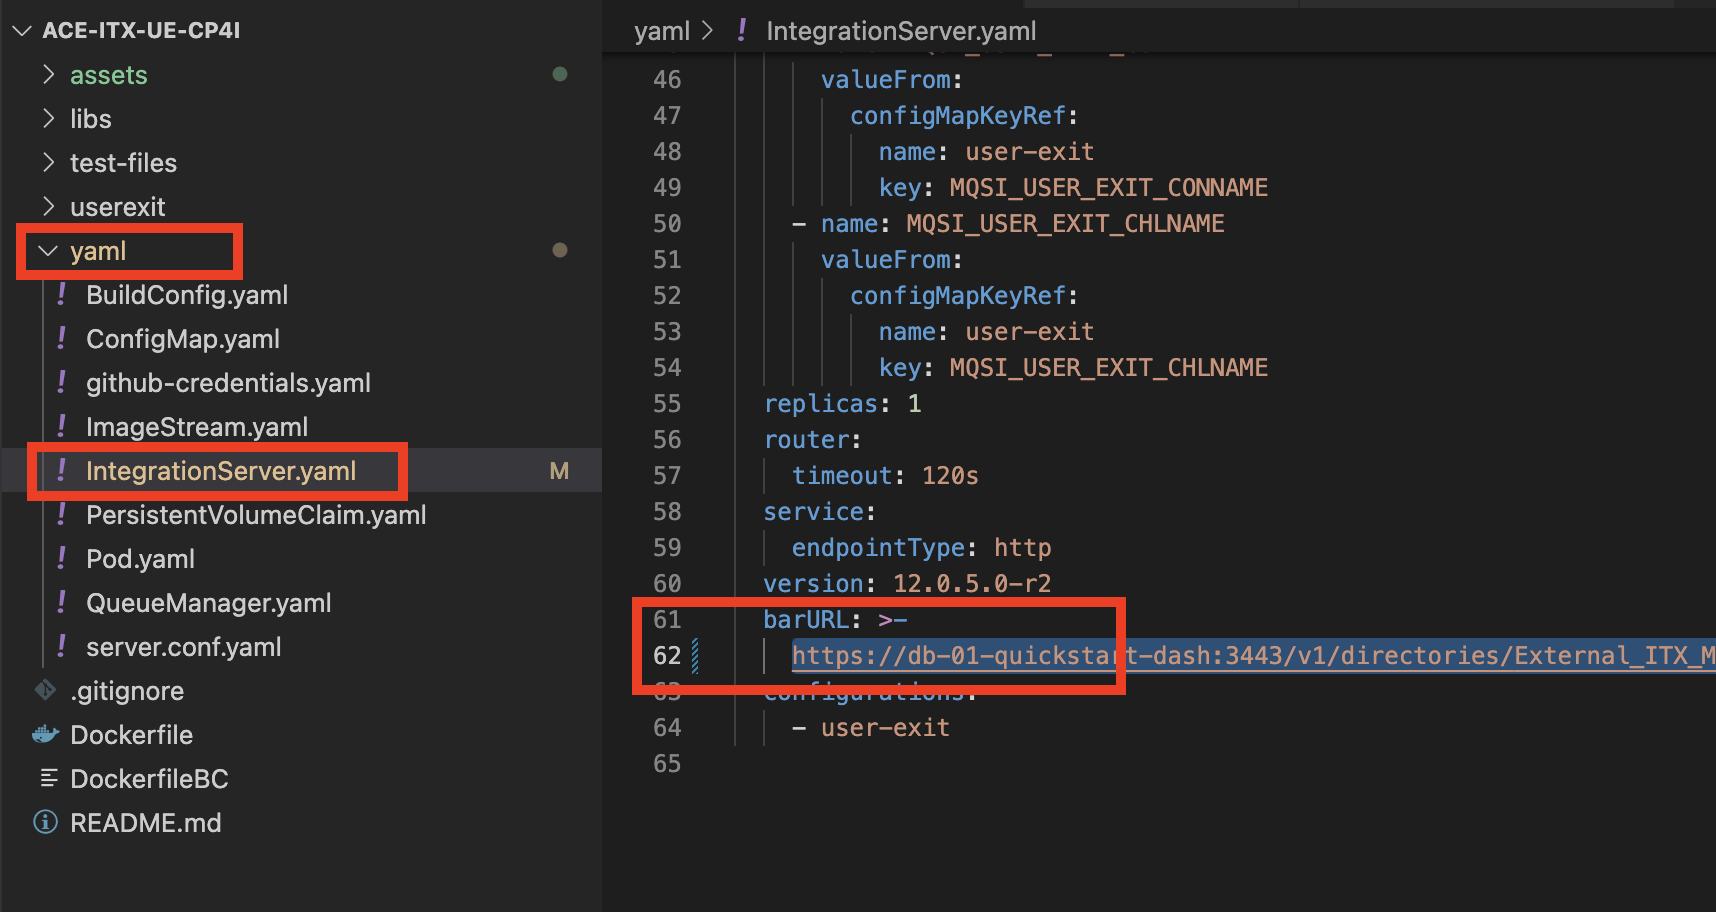 ACE-ITX-UE-CP4I
assets
libs
test-files
userexit
yaml
! BuildConfig.yaml
! ConfigMap.yaml
! github-credentials.yaml
! ImageStream.yaml
! IntegrationServer.yaml M
! PersistentVolumeClaim.yaml
! Pod.yaml
! QueueManager.yaml
! server.conf.yaml
.gitignore
Dockerfile
DockerfileBC
README.md
yaml > ! IntegrationServer.yaml
46 valueFrom:
47 configMapKeyRef:
48 name: user-exit
49 key: MQSI_USER_EXIT_CONNAME
50 - name: MQSI_USER_EXIT_CHLNAME
51 valueFrom:
52 configMapKeyRef:
53 name: user-exit
54 key: MQSI_USER_EXIT_CHLNAME
55 replicas: 1
56 router:
57 timeout: 120s
58 service:
59 endpointType: http
60 version: 12.0.5.0-r2
61 barURL: >-
62 https://db-01-quickstart-dash:3443/v1/directories/External_ITX_M
63 configurations:
64 - user-exit
65